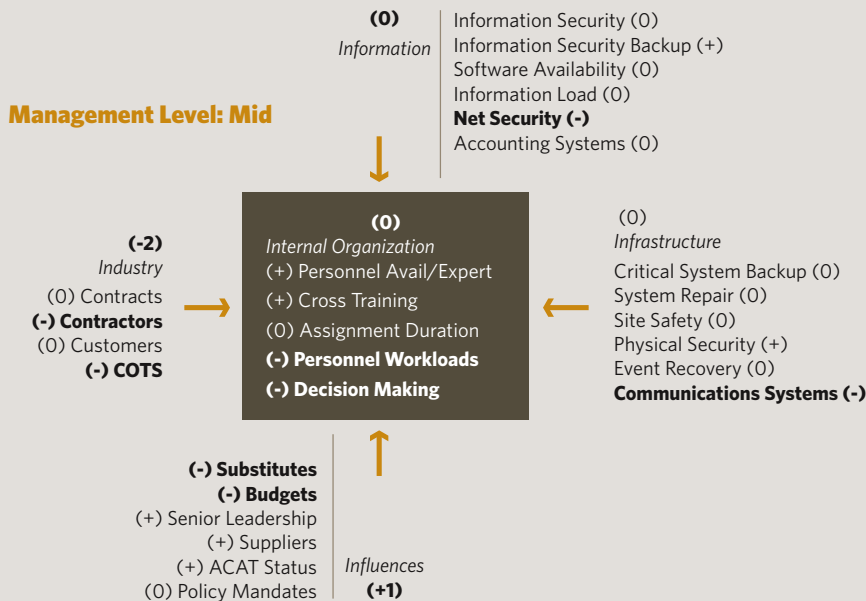 (0)
Information
Information Security (0)
Information Security Backup (+)
Software Availability (0)
Information Load (0)
Net Security (-)
Accounting Systems (0)
Management Level: Mid
(-2)
Industry
(0) Contracts
(-) Contractors
(0) Customers
(-) COTS
(0)
Internal Organization
(+) Personnel Avail/Expert
(+) Cross Training
(0) Assignment Duration
(-) Personnel Workloads
(-) Decision Making
(0)
Infrastructure
Critical System Backup (0)
System Repair (0)
Site Safety (0)
Physical Security (+)
Event Recovery (0)
Communications Systems (-)
(-) Substitutes
(-) Budgets
(+) Senior Leadership
(+) Suppliers
(+) ACAT Status
(0) Policy Mandates
Influences
(+1)